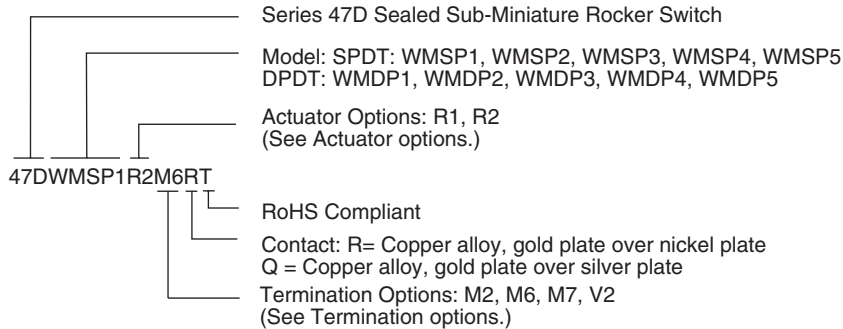 Series 47D Sealed Sub-Miniature Rocker Switch
Model: SPDT: WMSP1, WMSP2, WMSP3, WMSP4, WMSP5
DPDT: WMDP1, WMDP2, WMDP3, WMDP4, WMDP5
Actuator Options: R1, R2
(See Actuator options.)
47DWMSP1R2M6RT
RoHS Compliant
Contact: R= Copper alloy, gold plate over nickel plate
Q = Copper alloy, gold plate over silver plate
Termination Options: M2, M6, M7, V2
(See Termination options.)